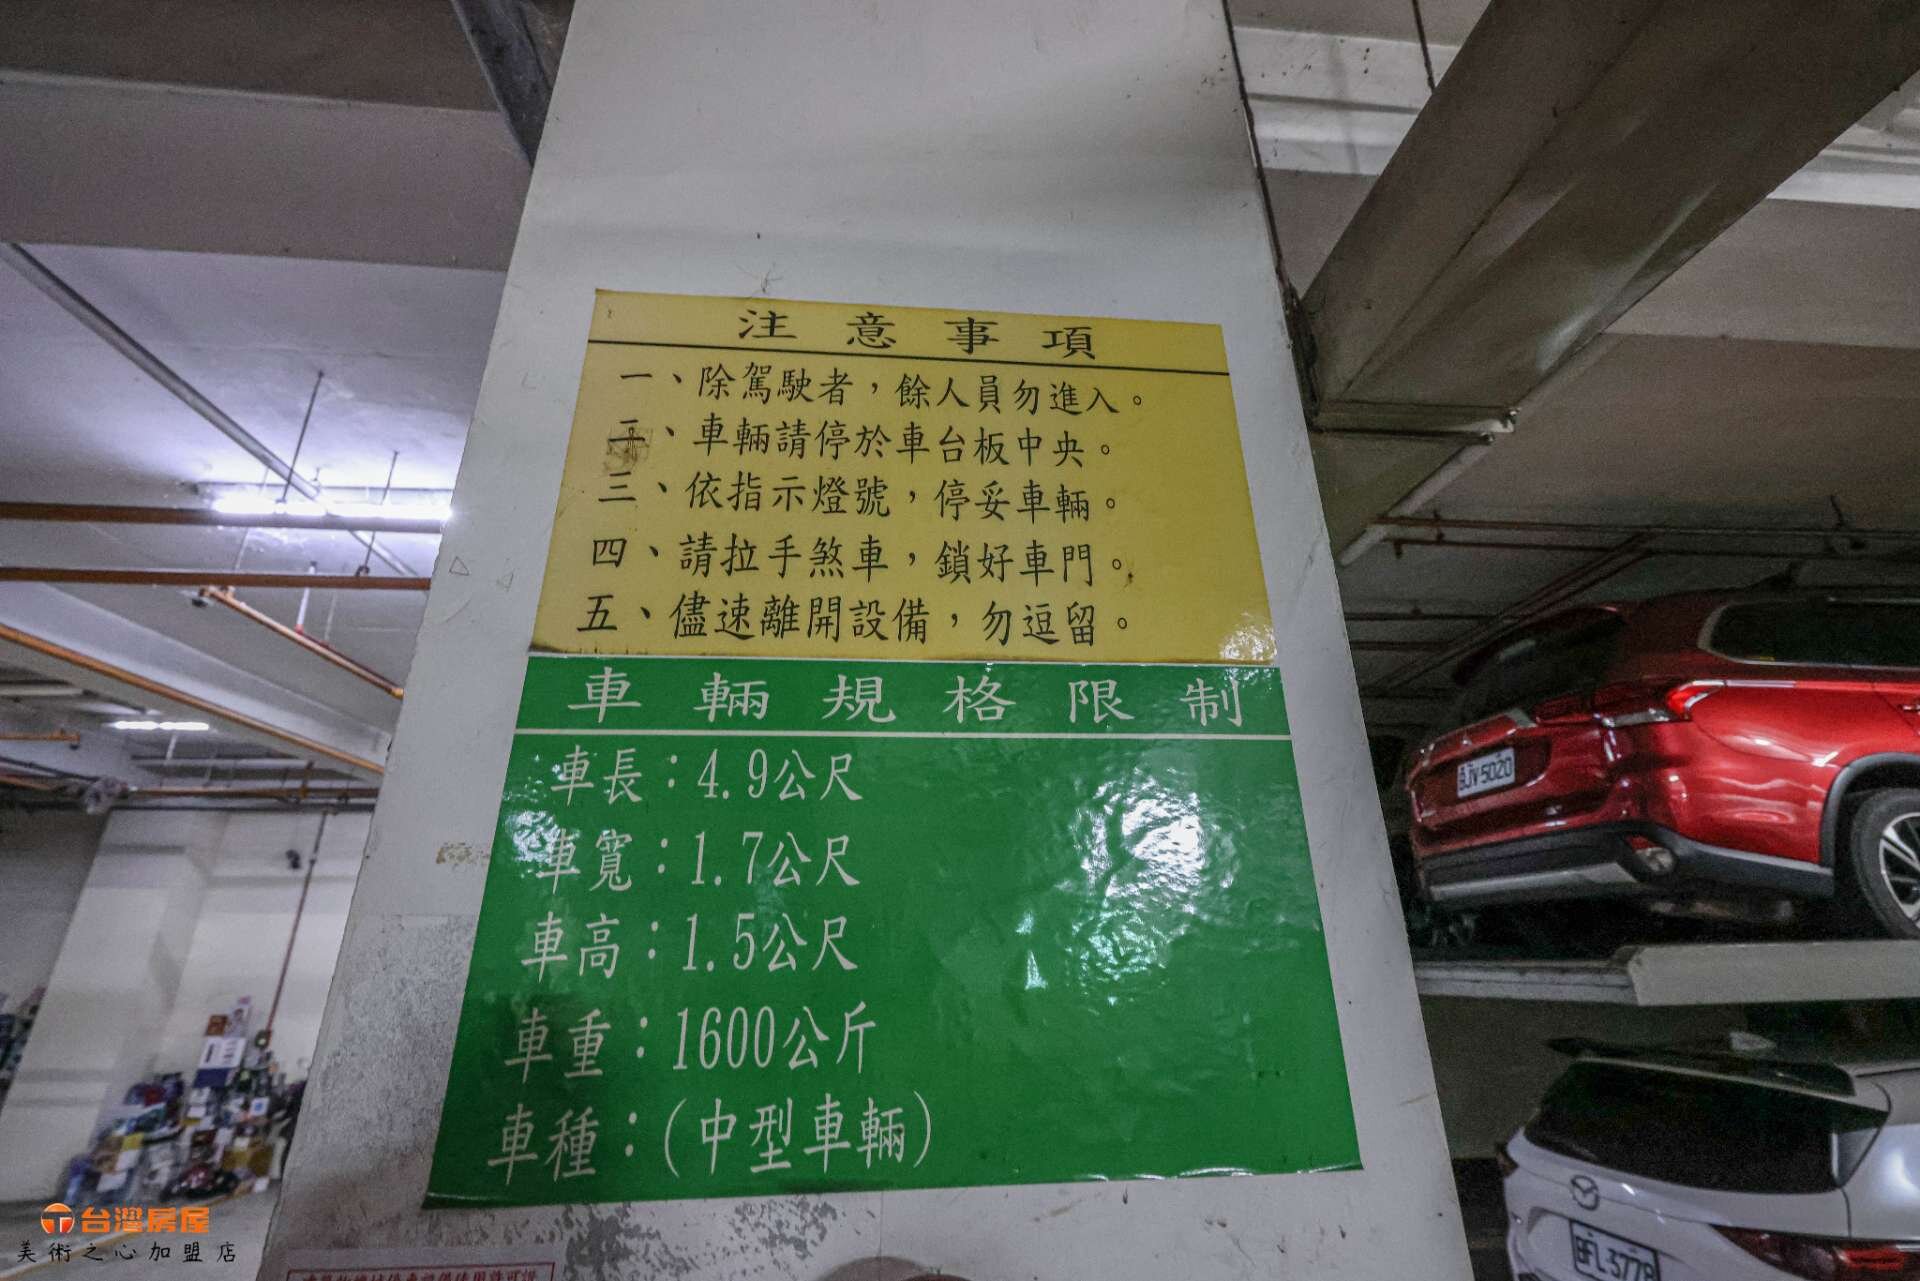 注意事項
一、除駕駛者，餘人員勿進入。
二、車輛請停於車台板中央。
三、依指示燈號，停妥車輛。
四、請拉手煞車，鎖好車門。
五、儘速離開設備，勿逗留。
車輛規格限制
車長：4.9公尺
車寬：1.7公尺
車高：1.5公尺
車重：1600公斤
車種：(中型車輛)
5020
3778
台灣房屋
美術之心加盟店